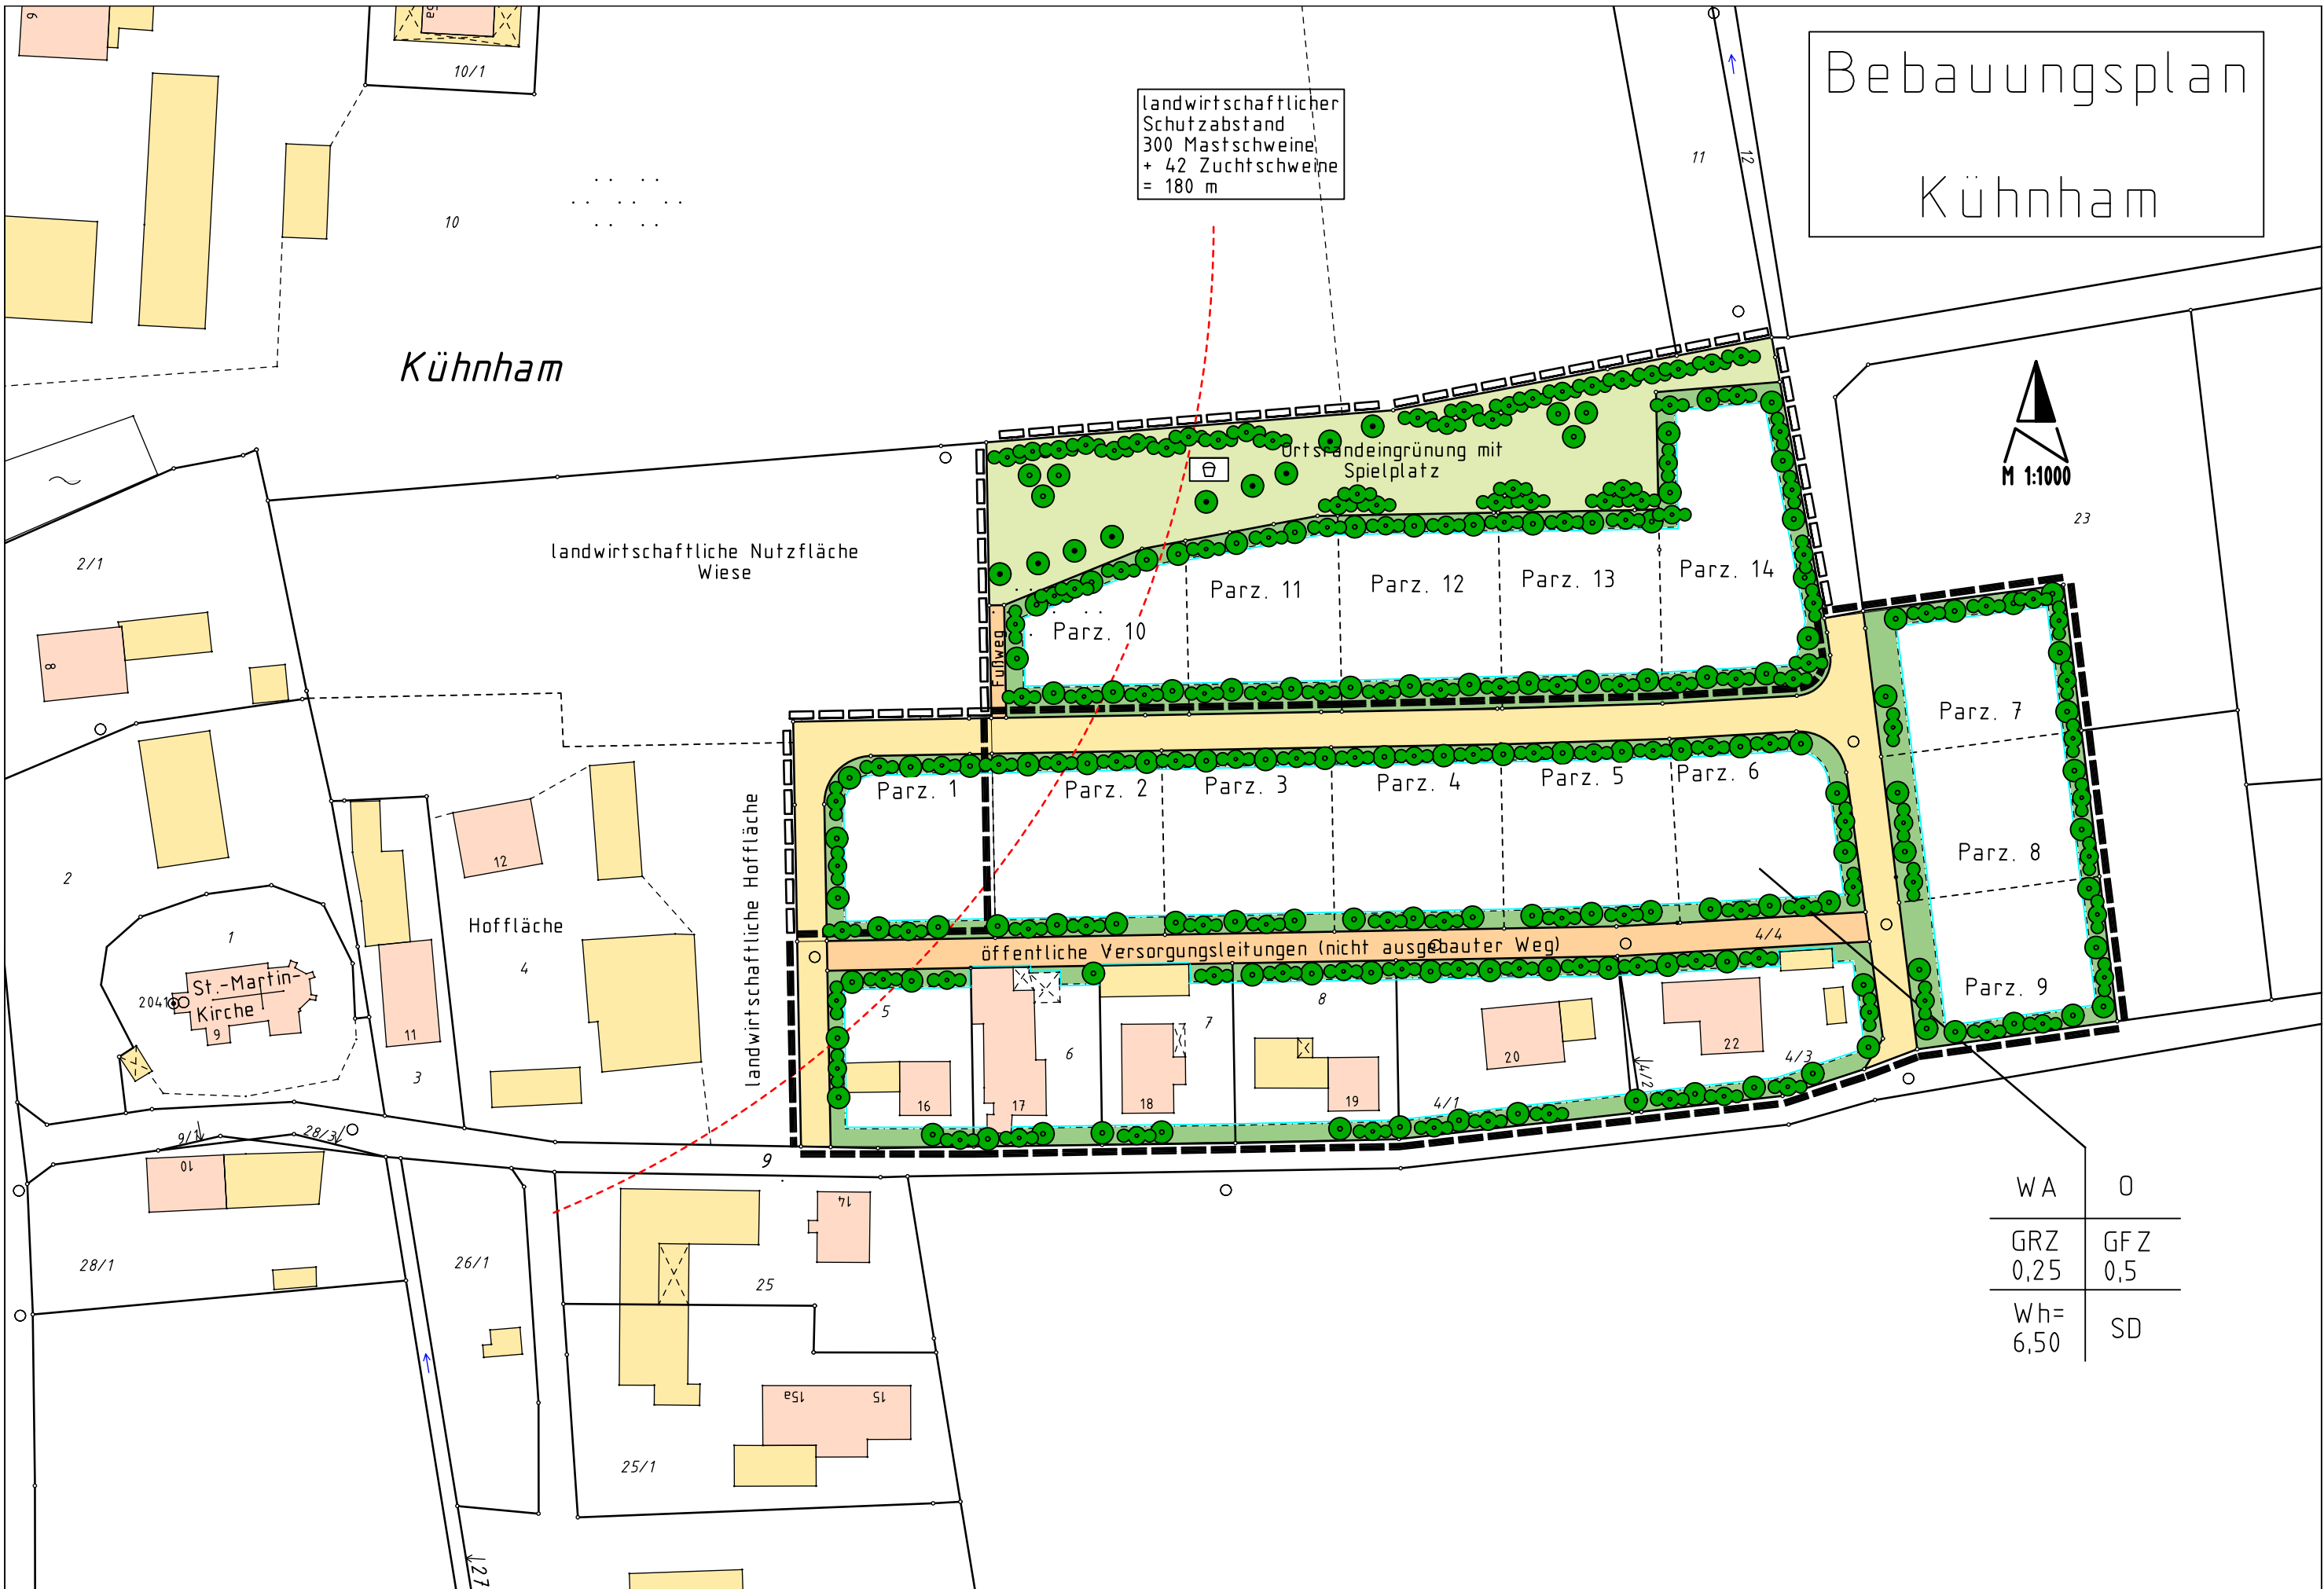 Bebauungsplan
Kühnham
6
5a
10/1
10
landwirtschaftlicher
Schutzabstand
300 Mastschweine
+ 42 Zuchtschweine
= 180 m
11
12
Kühnham
M 1:1000
23
2/1
8
landwirtschaftliche Nutzfläche
Wiese
Ortsrandeingrünung mit
Spielplatz
Fußweg
Parz. 10
Parz. 11
Parz. 12
Parz. 13
Parz. 14
Parz. 7
Parz. 8
Parz. 9
Parz. 1
Parz. 2
Parz. 3
Parz. 4
Parz. 5
Parz. 6
landwirtschaftliche Hoffläche
2
12
Hoffläche
4
1
St.-Martin-
Kirche
2041
9
11
3
öffentliche Versorgungsleitungen (nicht ausgebauter Weg)
4/4
5
6
7
8
16
17
18
19
20
22
4/1
4/2
4/3
9/1
28/3
9
10
28/1
26/1
14
25
15a
15
25/1
27
WA
O
GRZ
0,25
GFZ
0,5
Wh=
6,50
SD